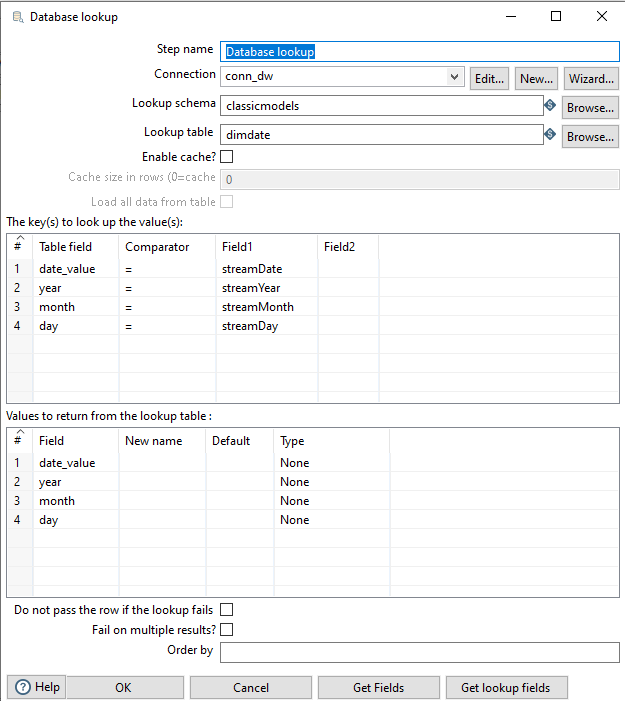 Database lookup
Step name Database lookup
Connection conn_dw Edit... New... Wizard...
Lookup schema classicmodels Browse...
Lookup table dimdate Browse...
Enable cache?
Cache size in rows (0=cache 0
Load all data from table
The key(s) to look up the value(s):
# Table field Comparator Field1 Field2
1 date_value = streamDate
2 year = streamYear
3 month = streamMonth
4 day = streamDay
Values to return from the lookup table :
# Field New name Default Type
1 date_value None
2 year None
3 month None
4 day None
Do not pass the row if the lookup fails
Fail on multiple results?
Order by
Help OK Cancel Get Fields Get lookup fields